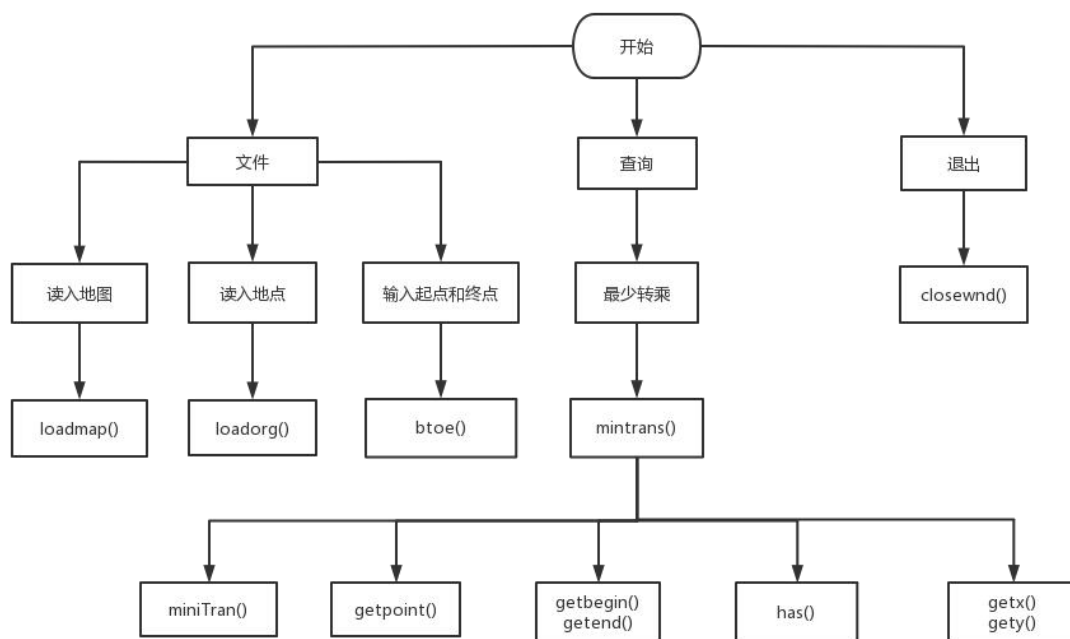 开始
文件
查询
退出
读入地图
读入地点
输入起点和终点
最少转乘
closewnd()
loadmap()
loadorg()
btoe()
mintrans()
miniTran()
getpoint()
getbegin()
getend()
has()
getx()
gety()